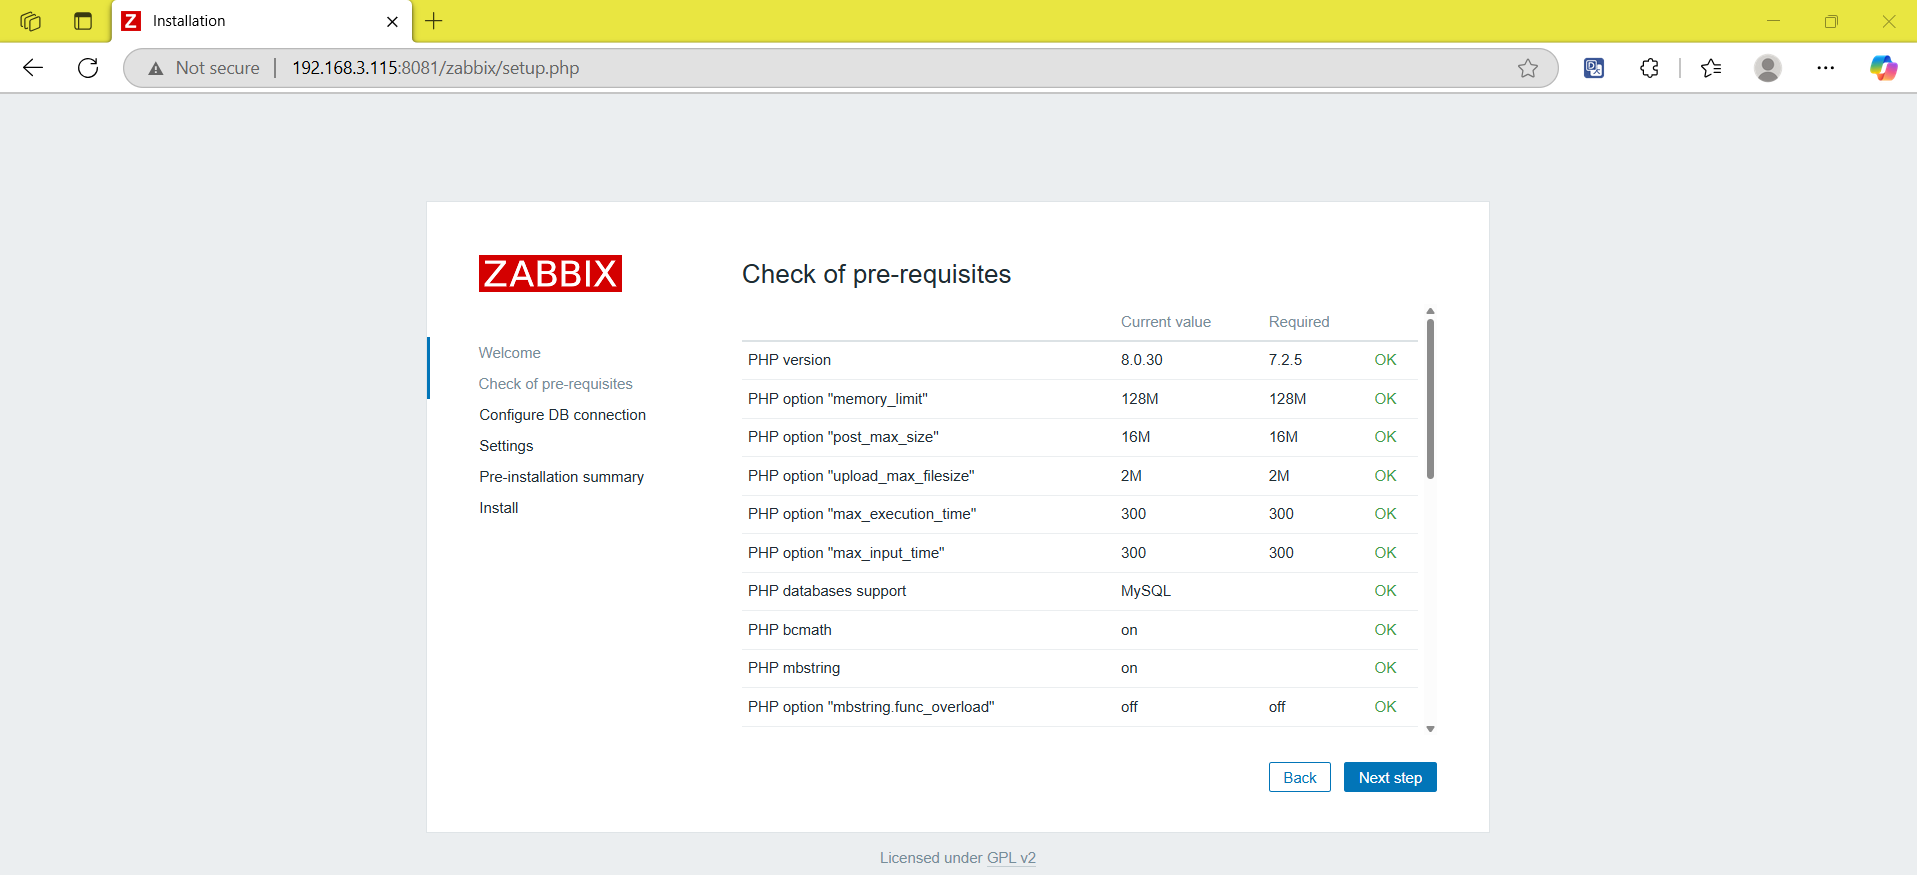 Installation
Not secure
192.168.3.115:8081/zabbix/setup.php
ZABBIX
Welcome
Check of pre-requisites
Configure DB connection
Settings
Pre-installation summary
Install
Check of pre-requisites
Current value Required
PHP version 8.0.30 7.2.5 OK
PHP option "memory_limit" 128M 128M OK
PHP option "post_max_size" 16M 16M OK
PHP option "upload_max_filesize" 2M 2M OK
PHP option "max_execution_time" 300 300 OK
PHP option "max_input_time" 300 300 OK
PHP databases support MySQL OK
PHP bcmath on OK
PHP mbstring on OK
PHP option "mbstring.func_overload" off off OK
Back Next step
Licensed under GPL v2